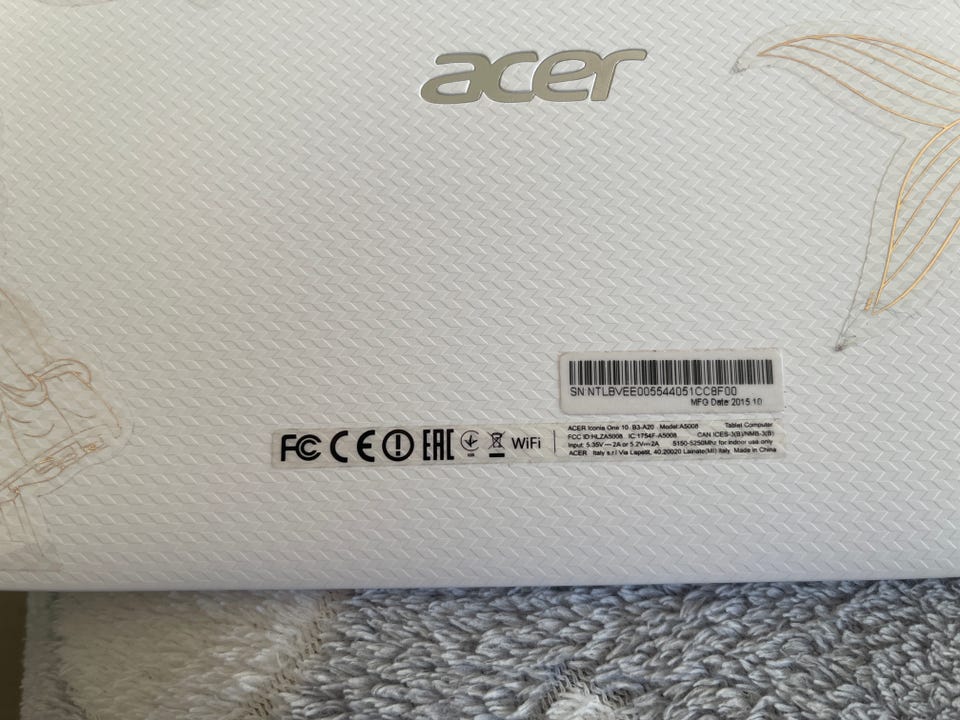 acer
SN:NTLBVEE005544051CC8F00
MFG Date 2015.10
FC CE EAC WiFi
ACER Iconia One 10 B3-A20 Model:A5008 Tablet Computer
FCC ID:HLZA5008 IC:1754F-A5008 CAN ICES-3(B)/NMB-3(B)
Input: 5.35V⎓2A or 5.2V⎓2A 5150-5250Mhz for indoor use only
ACER Italy s.r.l Via Lepetit, 40,20020 Lainate(MI) Italy Made in China